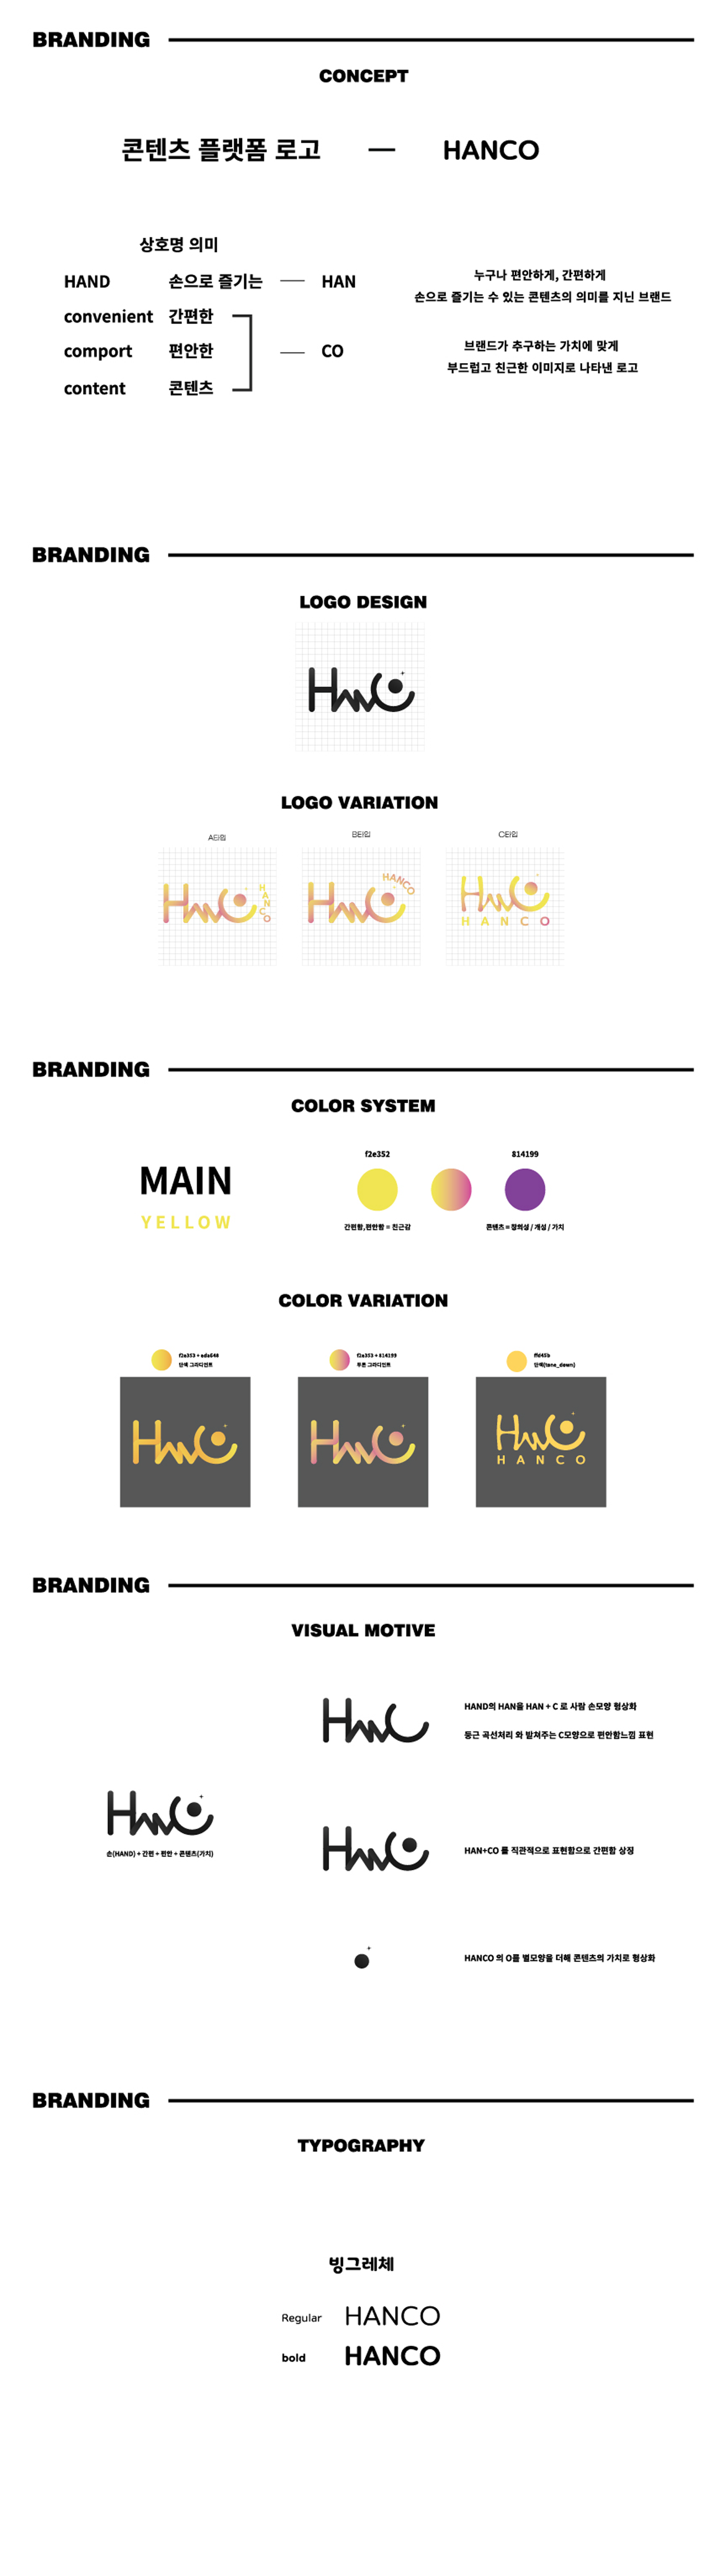 BRANDING
CONCEPT
콘텐츠 플랫폼 로고 — HANCO
상호명 의미
HAND 손으로 즐기는 — HAN
convenient 간편한
comport 편안한 — CO
content 콘텐츠
누구나 편안하게, 간편하게
손으로 즐기는 수 있는 콘텐츠의 의미를 지닌 브랜드
브랜드가 추구하는 가치에 맞게
부드럽고 친근한 이미지로 나타낸 로고
BRANDING
LOGO DESIGN
HanCo
LOGO VARIATION
A타입 B타입 C타입
HanCo HANCO
HanCo HANCO
HanCo
HANCO
BRANDING
COLOR SYSTEM
MAIN
YELLOW
f2e352 814199
간편함,편안함 = 친근감
콘텐츠 = 창의성 / 개성 / 가치
COLOR VARIATION
f2e353 + eda648
단색 그라디언트
f2e353 + 814199
투톤 그라디언트
ffd45b
단색(tone_down)
HanCo
HanCo
HanCo
HANCO
BRANDING
VISUAL MOTIVE
HanC
HAND의 HAN을 HAN + C 로 사람 손모양 형상화
둥근 곡선처리 와 받쳐주는 C모양으로 편안함느낌 표현
HanCo
손(HAND) + 간편 + 편안 + 콘텐츠(가치)
HanCo
HAN+CO 를 직관적으로 표현함으로 간편함 상징
HANCO 의 O를 별모양을 더해 콘텐츠의 가치로 형상화
BRANDING
TYPOGRAPHY
빙그레체
Regular HANCO
bold HANCO